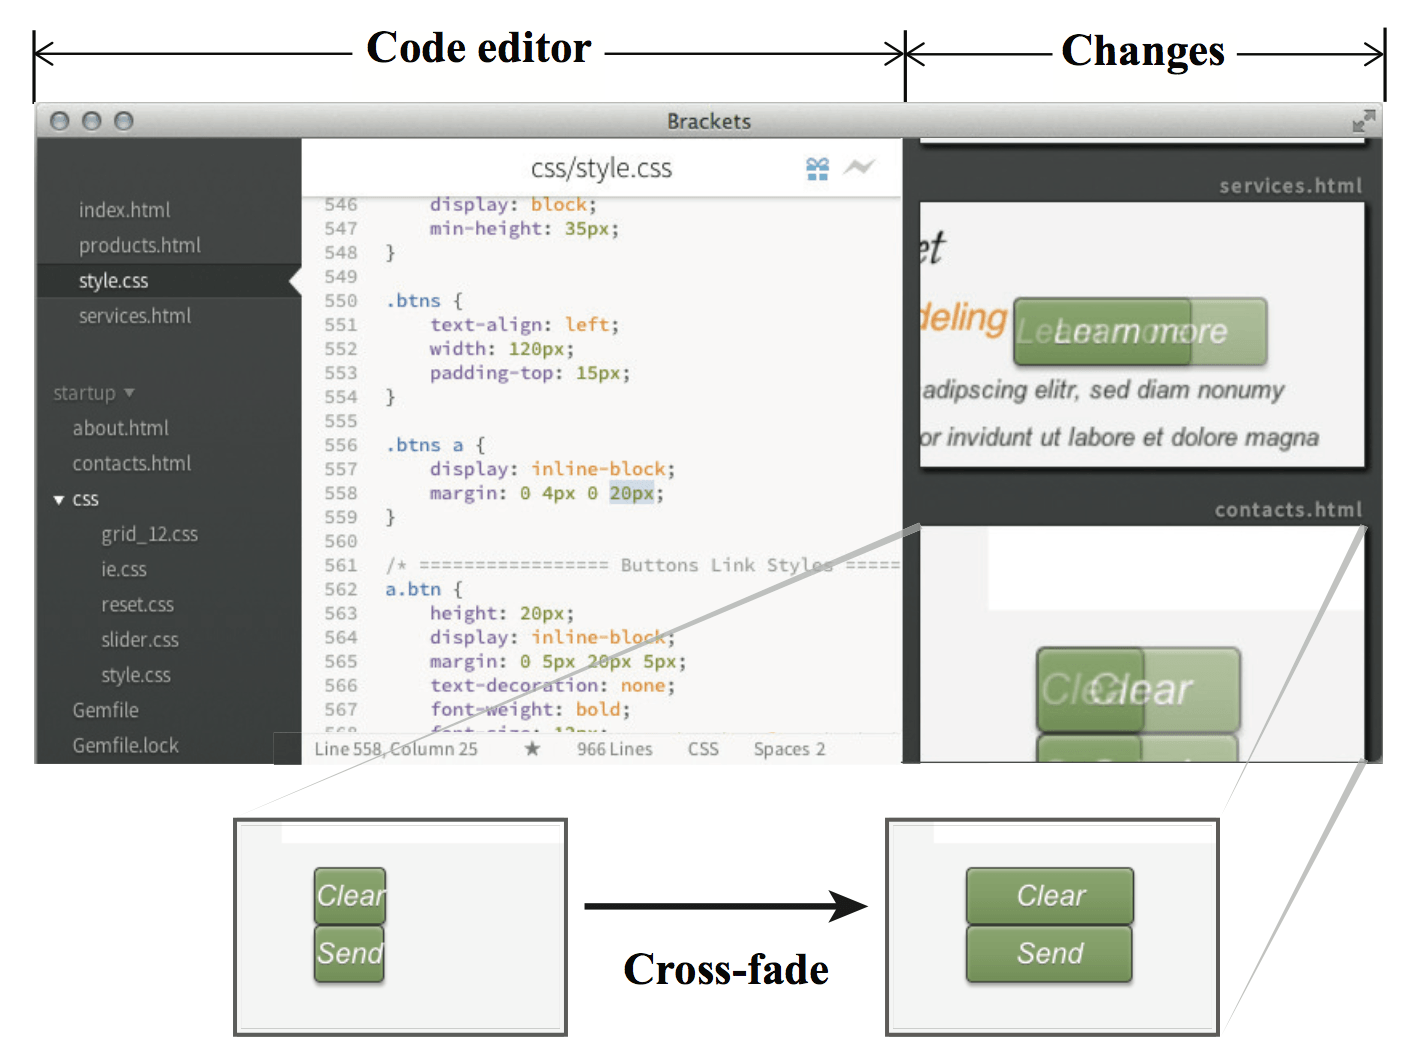 Code editor
Changes
Brackets
index.html
products.html
style.css
services.html
startup
about.html
contacts.html
css
grid_12.css
ie.css
reset.css
slider.css
style.css
Gemfile
Gemfile.lock
css/style.css
546 display: block;
547 min-height: 35px;
548 }
549
550 .btns {
551 text-align: left;
552 width: 120px;
553 padding-top: 15px;
554 }
555
556 .btns a {
557 display: inline-block;
558 margin: 0 4px 0 20px;
559 }
560
561 /* ================= Buttons Link Styles =====
562 a.btn {
563 height: 20px;
564 display: inline-block;
565 margin: 0 5px 20px 5px;
566 text-decoration: none;
567 font-weight: bold;
568 font-size: 12px;
Line 558, Column 25 ★ 966 Lines CSS Spaces 2
services.html
et
deling
Learn more
adipscing elitr, sed diam nonumy
or invidunt ut labore et dolore magna
contacts.html
Clear
Clear
Send
Cross-fade
Clear
Send